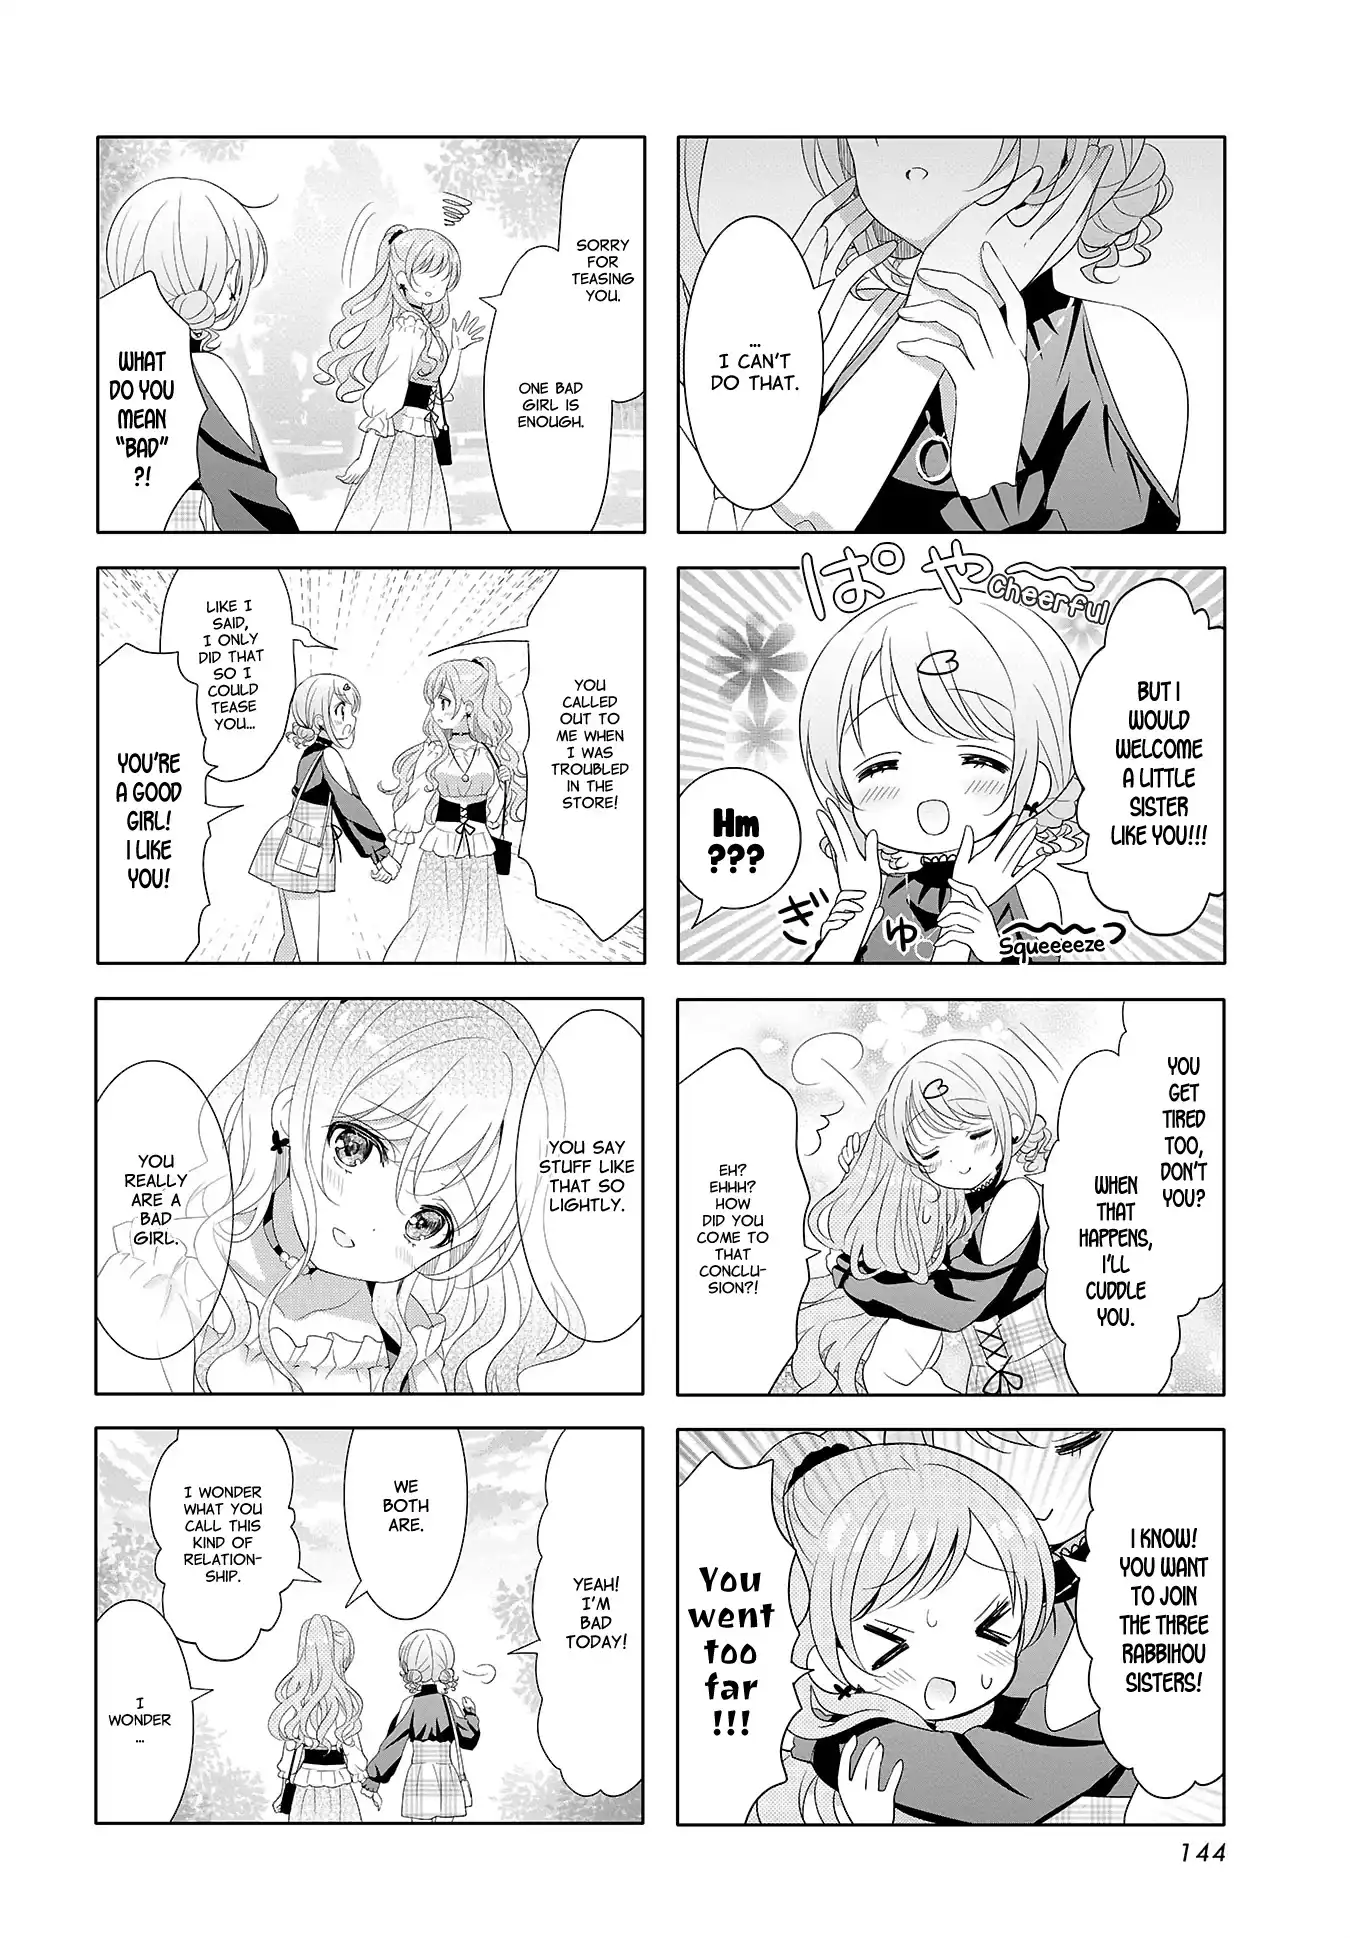 ...
I CAN'T
DO THAT.
ぱや
Cheerful
BUT I
WOULD
WELCOME
A LITTLE
SISTER
LIKE YOU!!!
Hm
???
ぎゅっ
Squeeeeze
YOU
GET
TIRED
TOO,
DON'T
YOU?
WHEN
THAT
HAPPENS,
I'LL
CUDDLE
YOU.
EH?
EHHH?
HOW
DID YOU
COME TO
THAT
CONCLU-
SION?!
I KNOW!
YOU WANT
TO JOIN
THE THREE
RABBIHOU
SISTERS!
You
went
too
far
!!!
SORRY
FOR
TEASING
YOU.
ONE BAD
GIRL IS
ENOUGH.
WHAT
DO YOU
MEAN
"BAD"
?!
YOU
CALLED
OUT TO
ME WHEN
I WAS
TROUBLED
IN THE
STORE!
LIKE I
SAID,
I ONLY
DID THAT
SO I
COULD
TEASE
YOU...
YOU'RE
A GOOD
GIRL!
I LIKE
YOU!
YOU SAY
STUFF LIKE
THAT SO
LIGHTLY.
YOU
REALLY
ARE A
BAD
GIRL.
YEAH!
I'M
BAD
TODAY!
WE
BOTH
ARE.
I WONDER
WHAT YOU
CALL THIS
KIND OF
RELATION-
SHIP.
I
WONDER
...
144